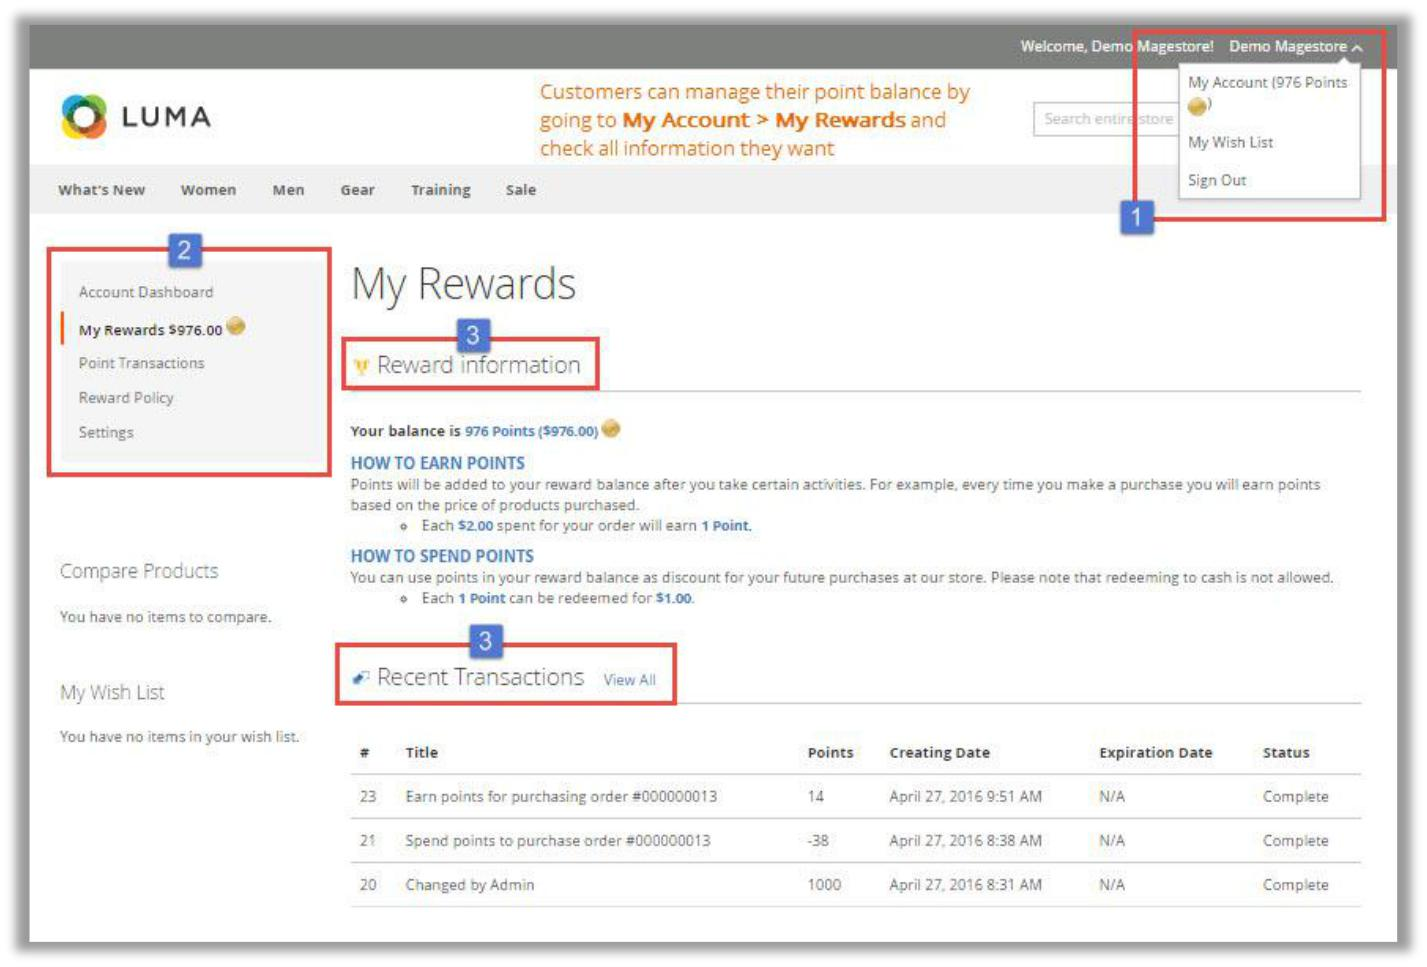 Welcome, Demo Magestore! Demo Magestore
My Account (976 Points
)
My Wish List
Sign Out
1
LUMA
Customers can manage their point balance by
going to My Account > My Rewards and
check all information they want
Search entire store
What's New Women Men Gear Training Sale
2
Account Dashboard
My Rewards $976.00
Point Transactions
Reward Policy
Settings
Compare Products
You have no items to compare.
My Wish List
You have no items in your wish list.
My Rewards
3
Reward information
Your balance is 976 Points ($976.00)
HOW TO EARN POINTS
Points will be added to your reward balance after you take certain activities. For example, every time you make a purchase you will earn points
based on the price of products purchased.
Each $2.00 spent for your order will earn 1 Point.
HOW TO SPEND POINTS
You can use points in your reward balance as discount for your future purchases at our store. Please note that redeeming to cash is not allowed.
Each 1 Point can be redeemed for $1.00.
3
Recent Transactions View All
# Title Points Creating Date Expiration Date Status
23 Earn points for purchasing order #000000013 14 April 27, 2016 9:51 AM N/A Complete
21 Spend points to purchase order #000000013 -38 April 27, 2016 8:38 AM N/A Complete
20 Changed by Admin 1000 April 27, 2016 8:31 AM N/A Complete